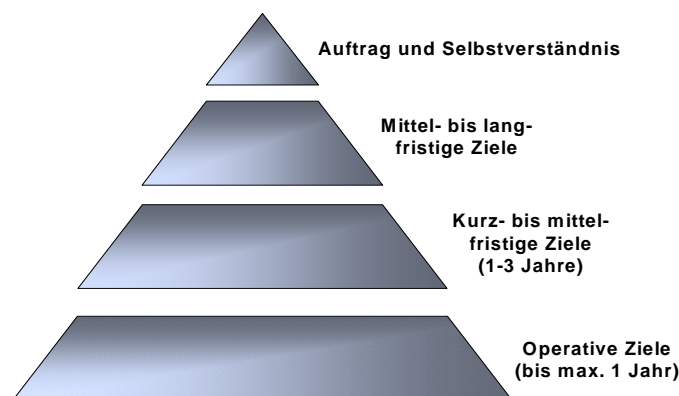 Auftrag und Selbstverständnis
Mittel- bis lang-
fristige Ziele
Kurz- bis mittel-
fristige Ziele
(1-3 Jahre)
Operative Ziele
(bis max. 1 Jahr)